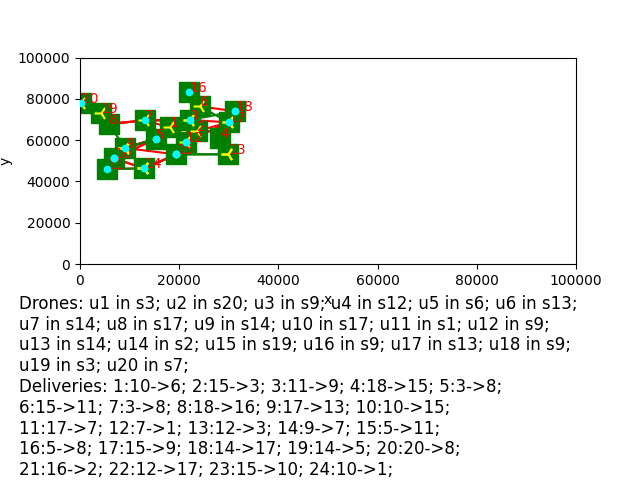 100000
80000
60000
40000
20000
0
y
0 20000 40000 60000 80000 100000
x
16
9
8
3
Drones: u1 in s3; u2 in s20; u3 in s9; u4 in s12; u5 in s6; u6 in s13;
u7 in s14; u8 in s17; u9 in s14; u10 in s17; u11 in s1; u12 in s9;
u13 in s14; u14 in s2; u15 in s19; u16 in s9; u17 in s13; u18 in s9;
u19 in s3; u20 in s7;
Deliveries: 1:10->6; 2:15->3; 3:11->9; 4:18->15; 5:3->8;
6:15->11; 7:3->8; 8:18->16; 9:17->13; 10:10->15;
11:17->7; 12:7->1; 13:12->3; 14:9->7; 15:5->11;
16:5->8; 17:15->9; 18:14->17; 19:14->5; 20:20->8;
21:16->2; 22:12->17; 23:15->10; 24:10->1;